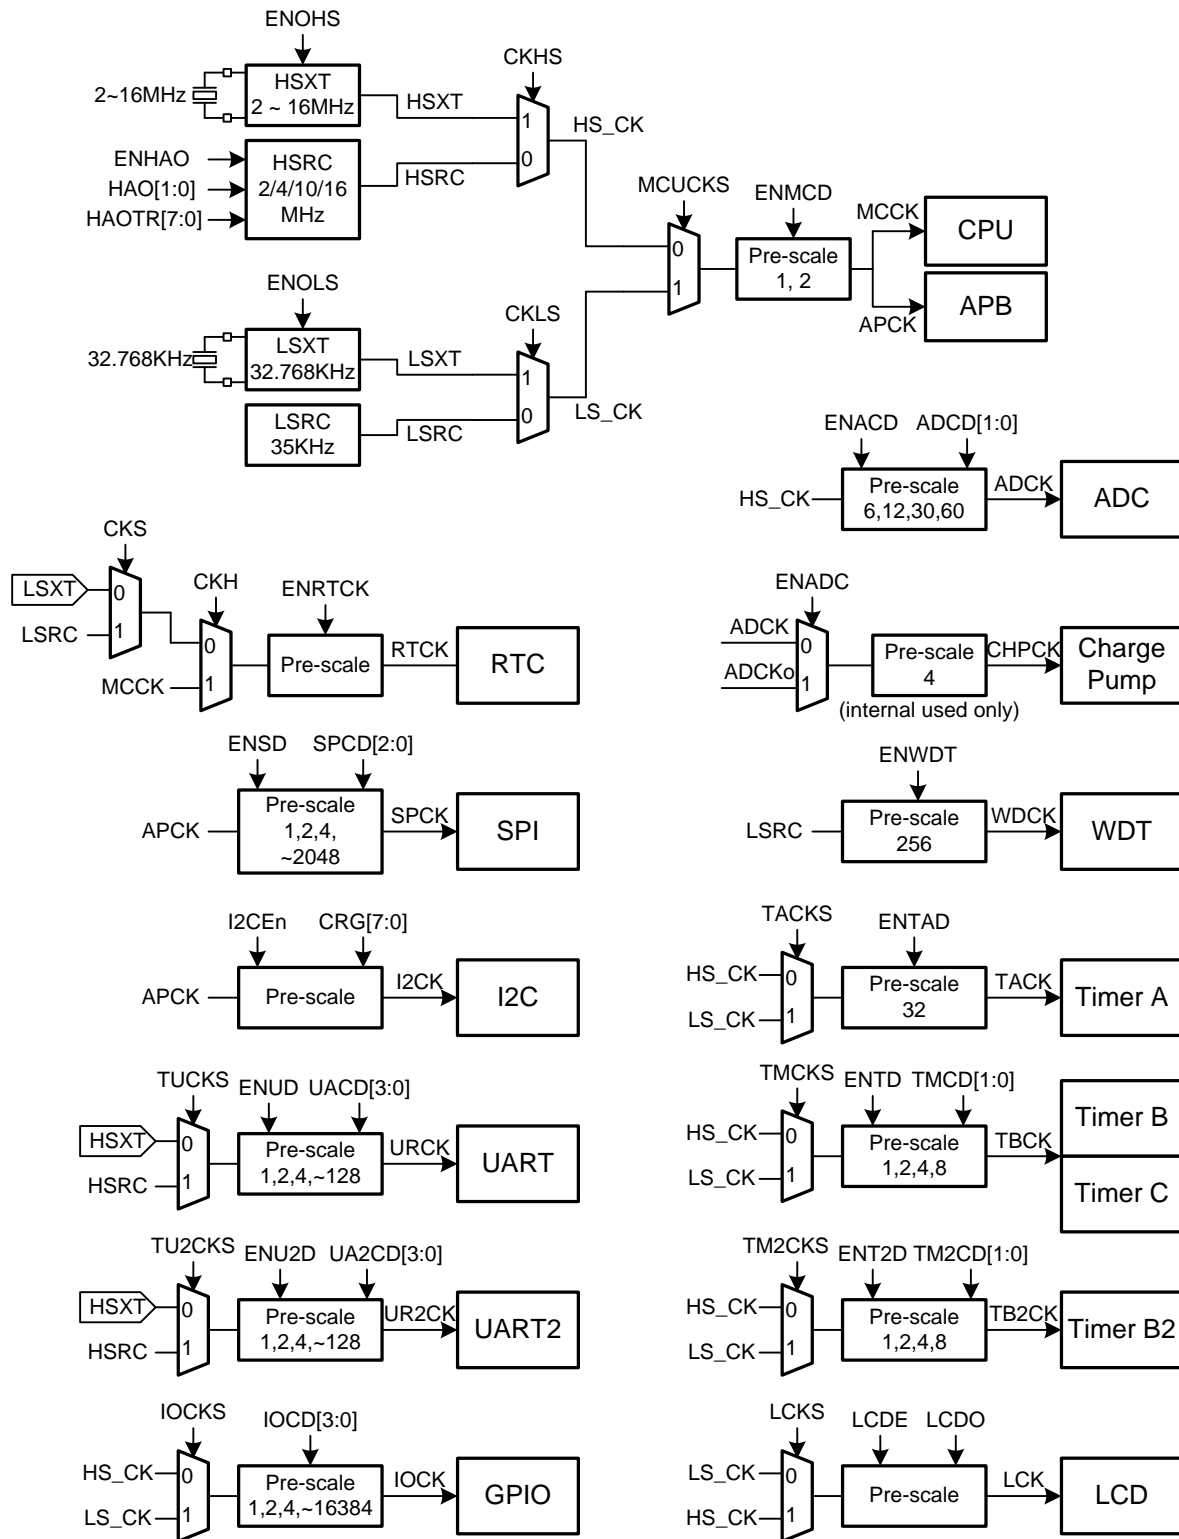 ENOHS
CKHS
2~16MHz
HSXT
2 ~ 16MHz
HSXT
1
0
HS_CK
ENHAO
HAO[1:0]
HAOTR[7:0]
HSRC
2/4/10/16
MHz
HSRC
MCUCKS
0
1
ENMCD
Pre-scale
1, 2
MCCK
CPU
APCK
APB
ENOLS
CKLS
32.768KHz
LSXT
32.768KHz
LSXT
1
0
LS_CK
LSRC
35KHz
LSRC
ENACD
ADCD[1:0]
HS_CK
Pre-scale
6,12,30,60
ADCK
ADC
CKS
LSXT
0
LSRC
1
CKH
0
MCCK
1
ENRTCK
Pre-scale
RTCK
RTC
ENADC
ADCK
0
ADCKo
1
Pre-scale
4
(internal used only)
CHPCK
Charge
Pump
ENSD
SPCD[2:0]
APCK
Pre-scale
1,2,4,
~2048
SPCK
SPI
ENWDT
LSRC
Pre-scale
256
WDCK
WDT
I2CEn
CRG[7:0]
APCK
Pre-scale
I2CK
I2C
TACKS
ENTAD
HS_CK
0
LS_CK
1
Pre-scale
32
TACK
Timer A
TUCKS
ENUD
UACD[3:0]
HSXT
0
HSRC
1
Pre-scale
1,2,4,~128
URCK
UART
TMCKS
ENTD
TMCD[1:0]
HS_CK
0
LS_CK
1
Pre-scale
1,2,4,8
TBCK
Timer B
Timer C
TU2CKS
ENU2D
UA2CD[3:0]
HSXT
0
HSRC
1
Pre-scale
1,2,4,~128
UR2CK
UART2
TM2CKS
ENT2D
TM2CD[1:0]
HS_CK
0
LS_CK
1
Pre-scale
1,2,4,8
TB2CK
Timer B2
IOCKS
IOCD[3:0]
HS_CK
0
LS_CK
1
Pre-scale
1,2,4,~16384
IOCK
GPIO
LCKS
LCDE
LCDO
LS_CK
0
HS_CK
1
Pre-scale
LCK
LCD